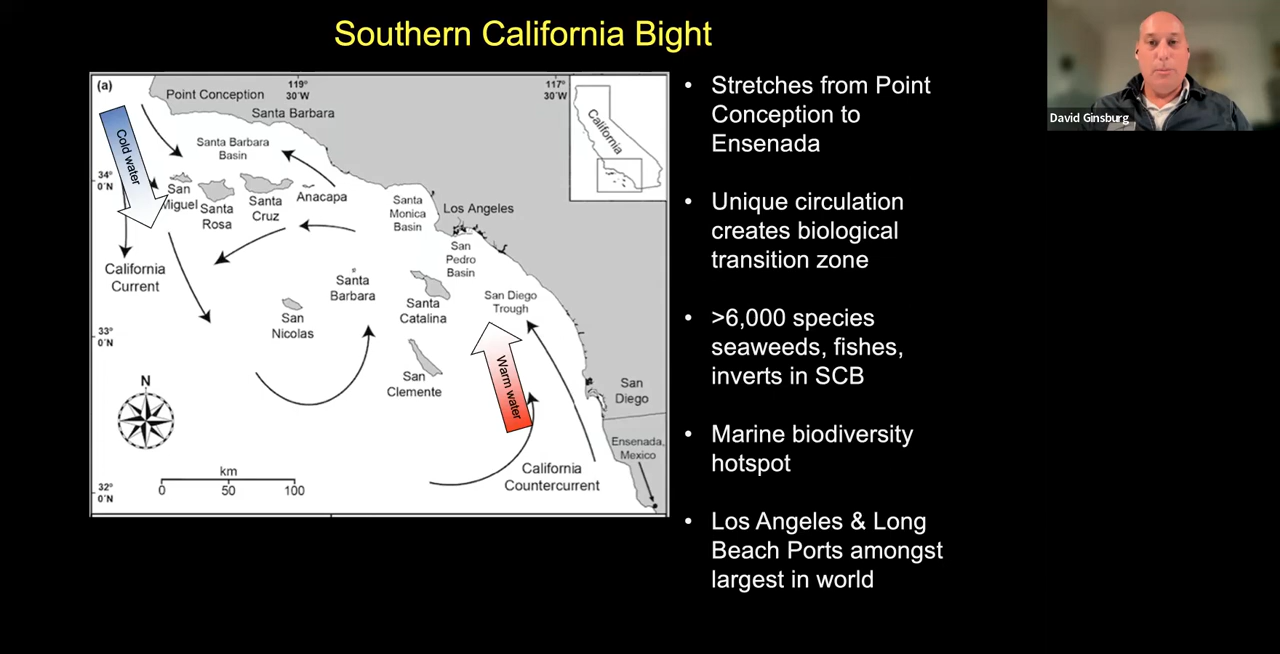 Southern California Bight
(a)
119°
30´W
117°
30´W
Point Conception
Santa Barbara
California
Cold water
Santa Barbara
Basin
34°
0´N
San
Miguel
Santa
Rosa
Santa
Cruz
Anacapa
Santa
Monica
Basin
Los Angeles
San
Pedro
Basin
California
Current
Santa
Barbara
San
Nicolas
Santa
Catalina
San Diego
Trough
33°
0´N
San
Clemente
Warm water
San
Diego
N
Ensenada,
Mexico
km
0 50 100
California
Countercurrent
32°
0´N
• Stretches from Point
Conception to
Ensenada
• Unique circulation
creates biological
transition zone
• >6,000 species
seaweeds, fishes,
inverts in SCB
• Marine biodiversity
hotspot
• Los Angeles & Long
Beach Ports amongst
largest in world
David Ginsburg